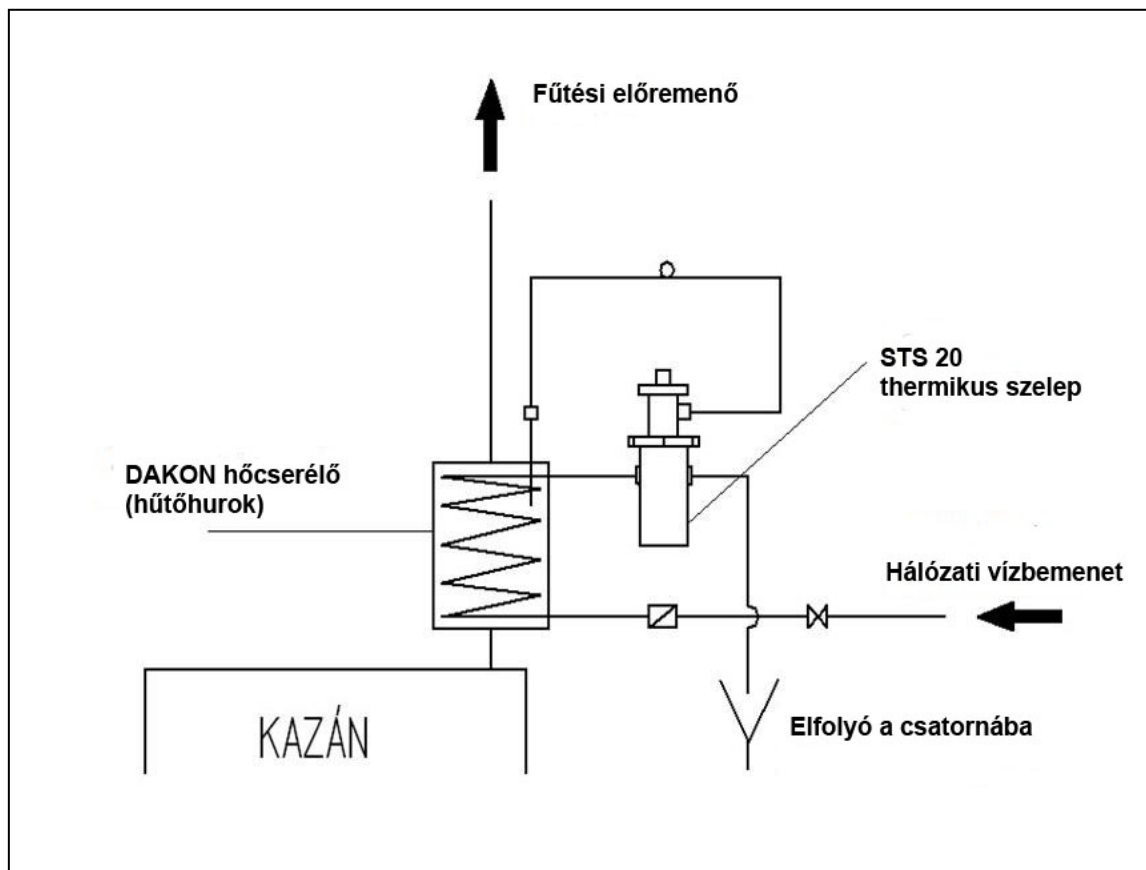 Fűtési előremenő
STS 20
thermikus szelep
DAKON hőcserélő
(hűtőhurok)
Hálózati vízbemenet
KAZÁN
Elfolyó a csatornába